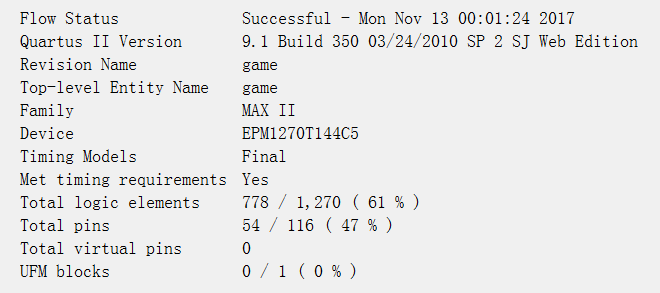 Flow Status Successful - Mon Nov 13 00:01:24 2017
Quartus II Version 9.1 Build 350 03/24/2010 SP 2 SJ Web Edition
Revision Name game
Top-level Entity Name game
Family MAX II
Device EPM1270T144C5
Timing Models Final
Met timing requirements Yes
Total logic elements 778 / 1,270 ( 61 % )
Total pins 54 / 116 ( 47 % )
Total virtual pins 0
UFM blocks 0 / 1 ( 0 % )